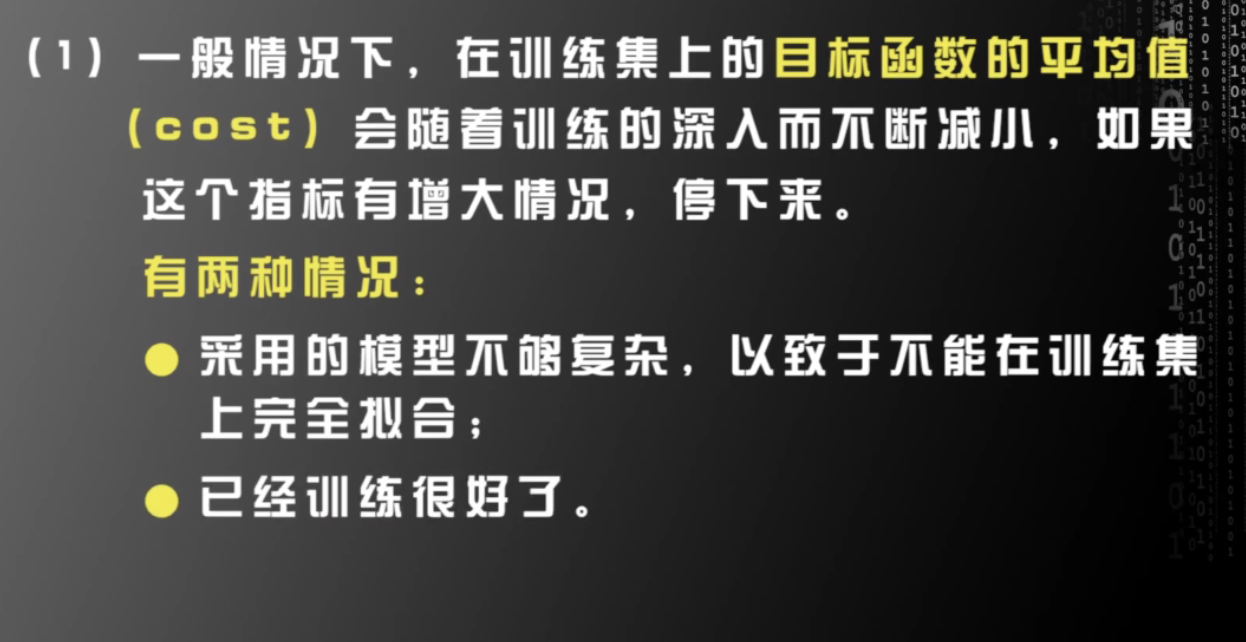 （1）一般情况下，在训练集上的目标函数的平均值
（cost）会随着训练的深入而不断减小，如果
这个指标有增大情况，停下来。
有两种情况：
● 采用的模型不够复杂，以致于不能在训练集
上完全拟合；
● 已经训练很好了。